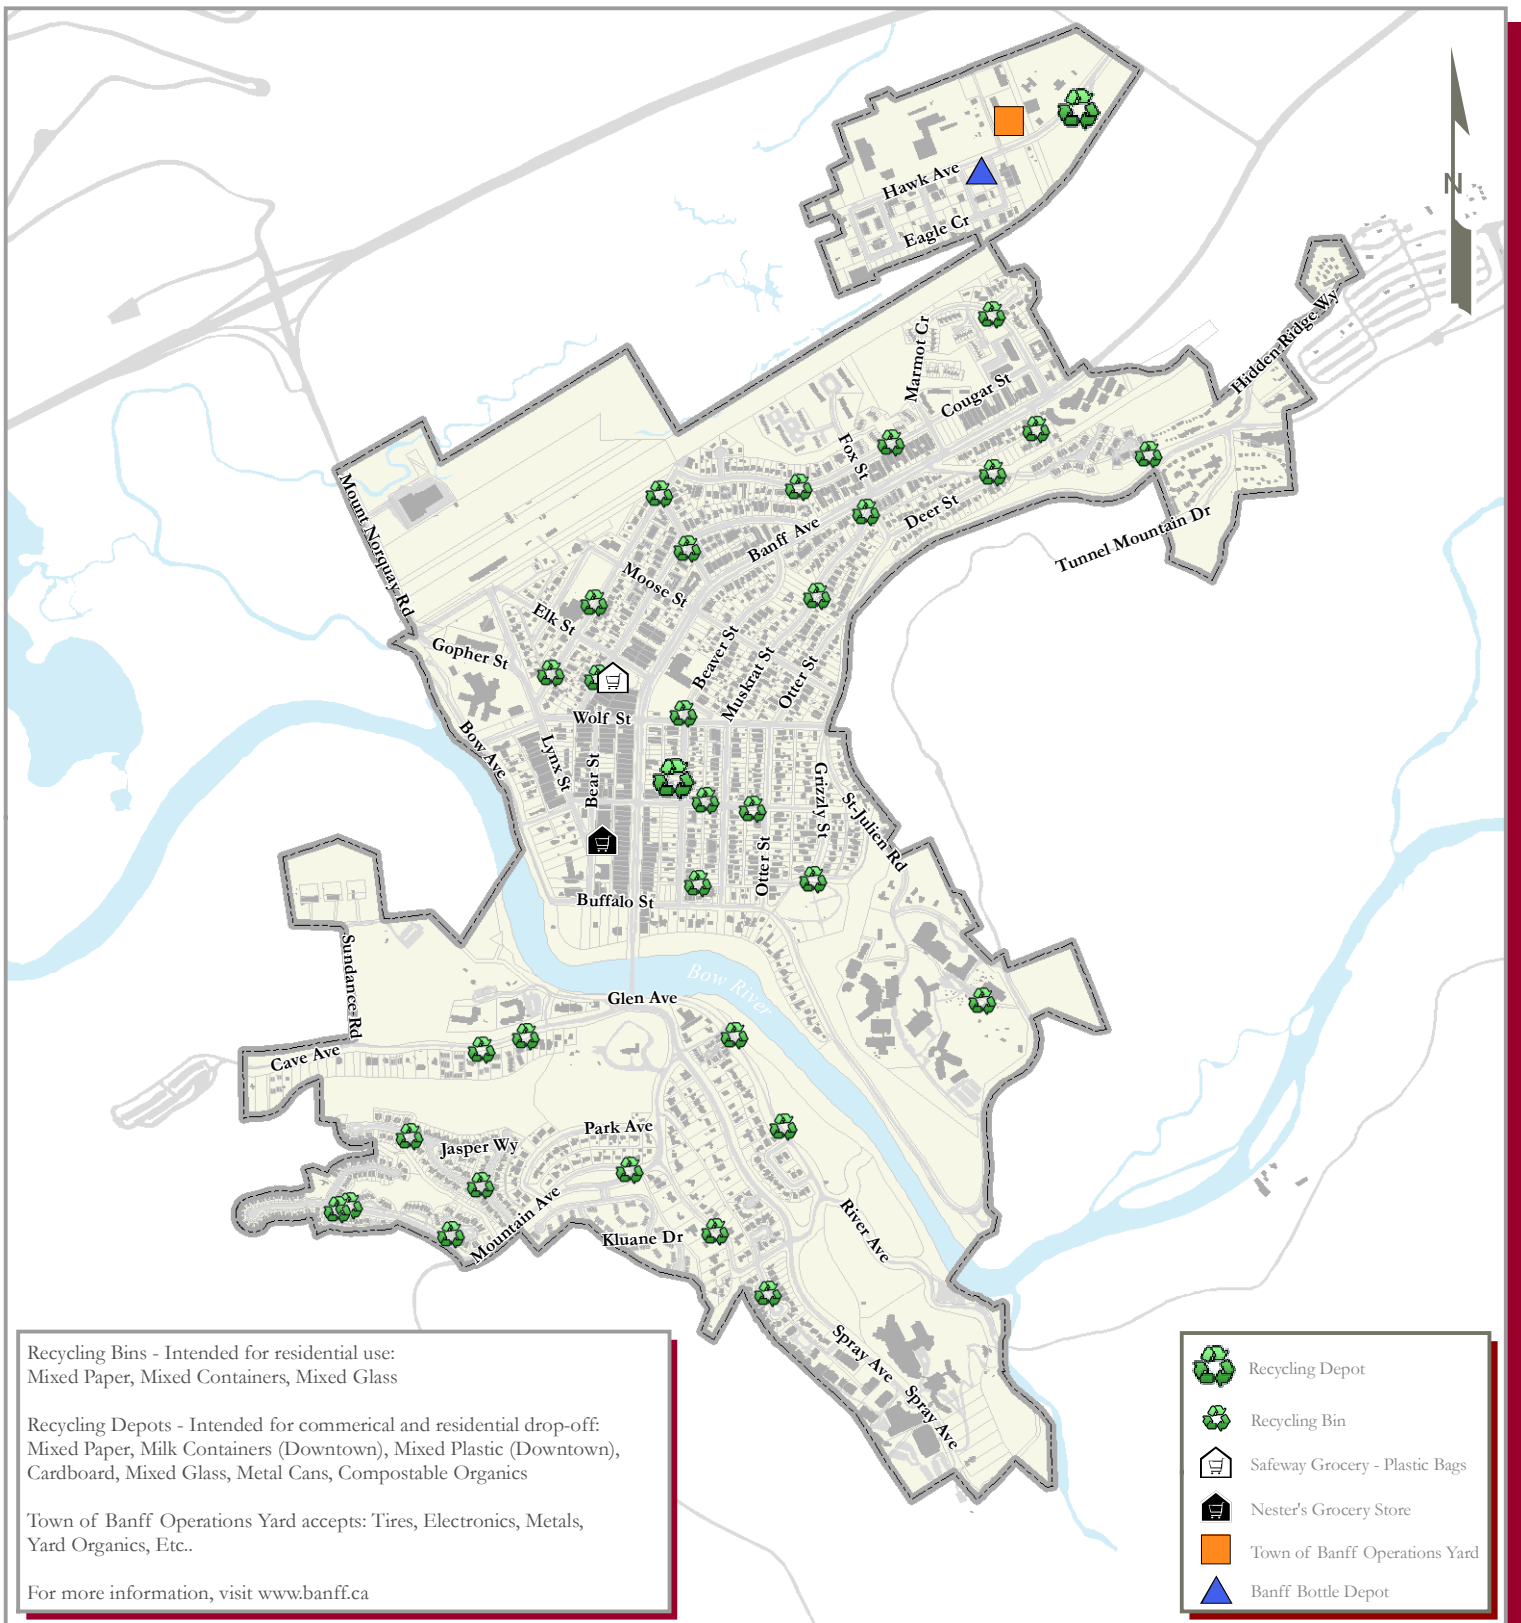 N
Hawk Ave
Eagle Cr
Hidden Ridge Wy
Marmot Cr
Cougar St
Fox St
Mount Norquay Rd
Banff Ave
Deer St
Tunnel Mountain Dr
Moose St
Elk St
Gopher St
Beaver St
Muskrat St
Otter St
Wolf St
Bow Ave
Lynx St
Bear St
Grizzly St
St Julien Rd
Otter St
Buffalo St
Sundance Rd
Bow River
Glen Ave
Cave Ave
Park Ave
Jasper Wy
Mountain Ave
River Ave
Kluane Dr
Spray Ave
Spray Ave
Recycling Bins - Intended for residential use:
Mixed Paper, Mixed Containers, Mixed Glass
Recycling Depots - Intended for commerical and residential drop-off:
Mixed Paper, Milk Containers (Downtown), Mixed Plastic (Downtown),
Cardboard, Mixed Glass, Metal Cans, Compostable Organics
Town of Banff Operations Yard accepts: Tires, Electronics, Metals,
Yard Organics, Etc..
For more information, visit www.banff.ca
Recycling Depot
Recycling Bin
Safeway Grocery - Plastic Bags
Nester's Grocery Store
Town of Banff Operations Yard
Banff Bottle Depot